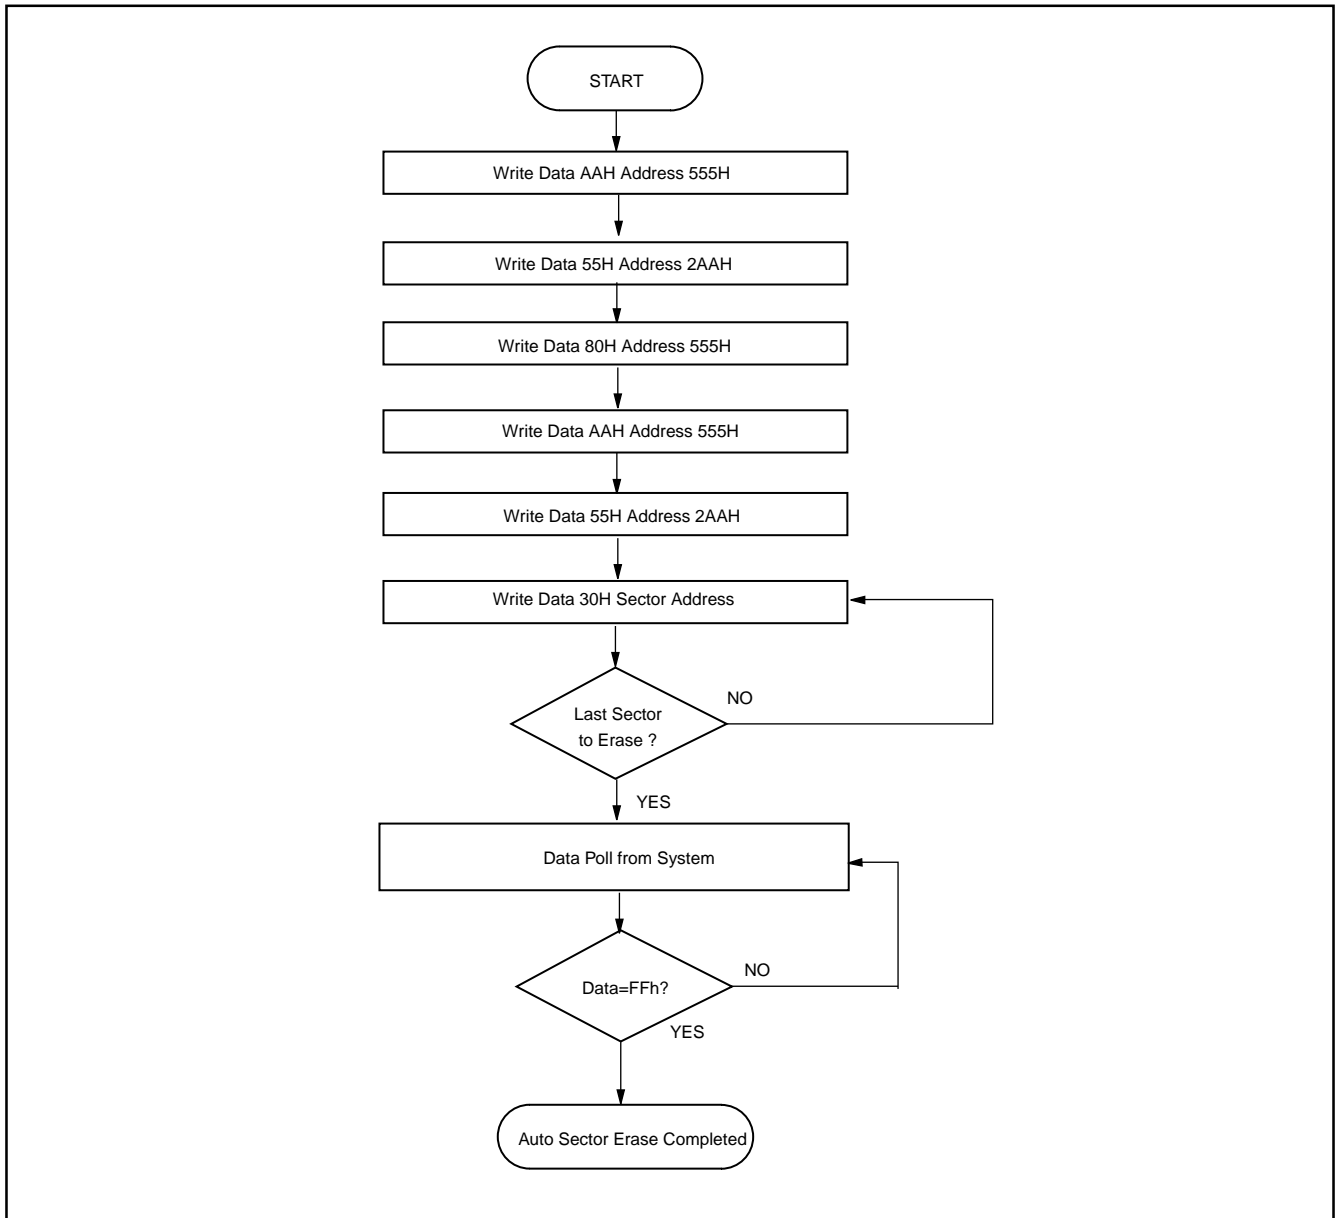 START
Write Data AAH Address 555H
Write Data 55H Address 2AAH
Write Data 80H Address 555H
Write Data AAH Address 555H
Write Data 55H Address 2AAH
Write Data 30H Sector Address
NO
Last Sector
to Erase ?
YES
Data Poll from System
NO
Data=FFh?
YES
Auto Sector Erase Completed